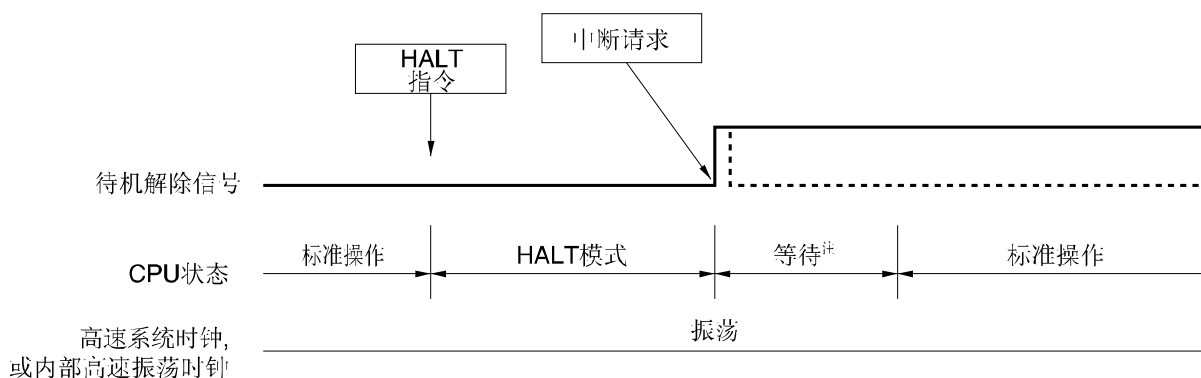 HALT
指令
中断请求
待机解除信号
CPU状态
标准操作
HALT模式
等待注
标准操作
高速系统时钟,
或内部高速振荡时钟
振荡